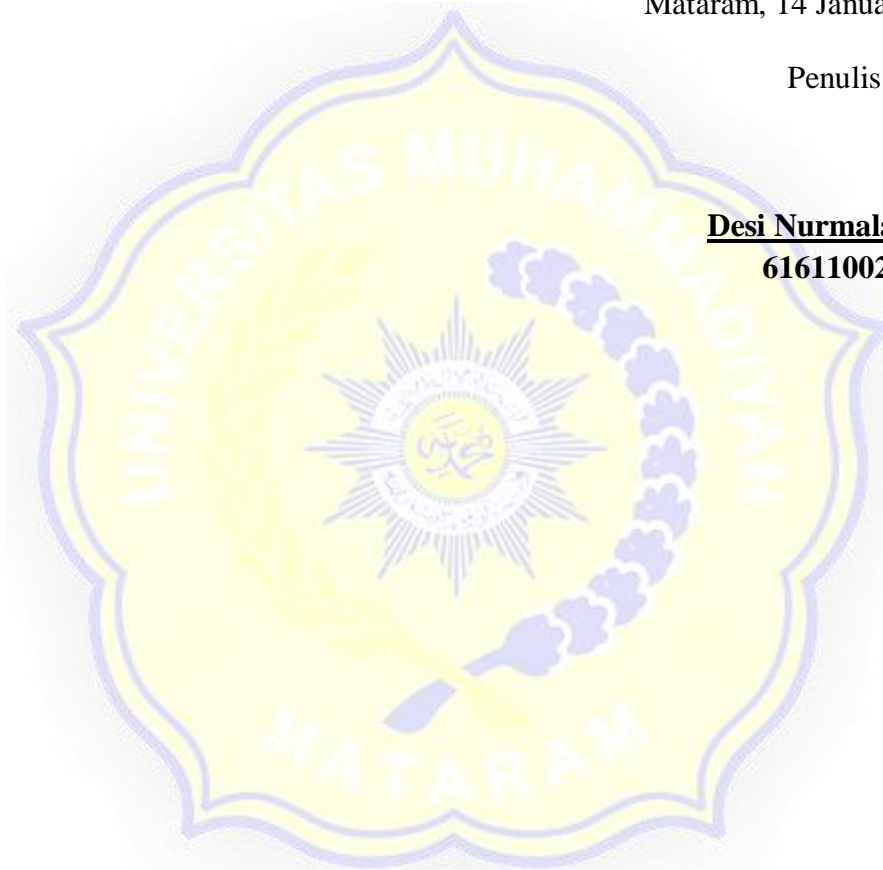 Mataram, 14 Janua
Penulis
Desi Nurmala
61611002
UNIVERSITAS MUHAMMADIYAH
MATARAM